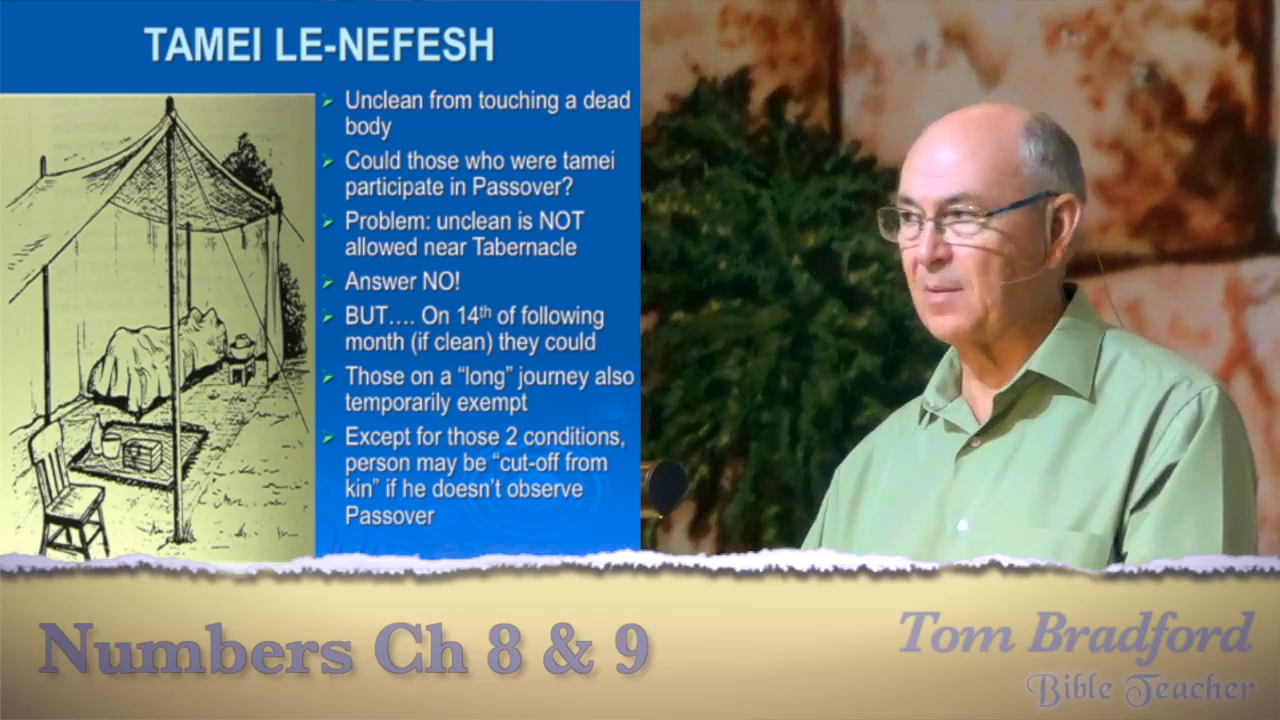 TAMEI LE-NEFESH
➢ Unclean from touching a dead
body
➢ Could those who were tamei
participate in Passover?
➢ Problem: unclean is NOT
allowed near Tabernacle
➢ Answer NO!
➢ BUT…. On 14th of following
month (if clean) they could
➢ Those on a “long” journey also
temporarily exempt
➢ Except for those 2 conditions,
person may be “cut-off from
kin” if he doesn’t observe
Passover
Numbers Ch 8 & 9
Tom Bradford
Bible Teacher